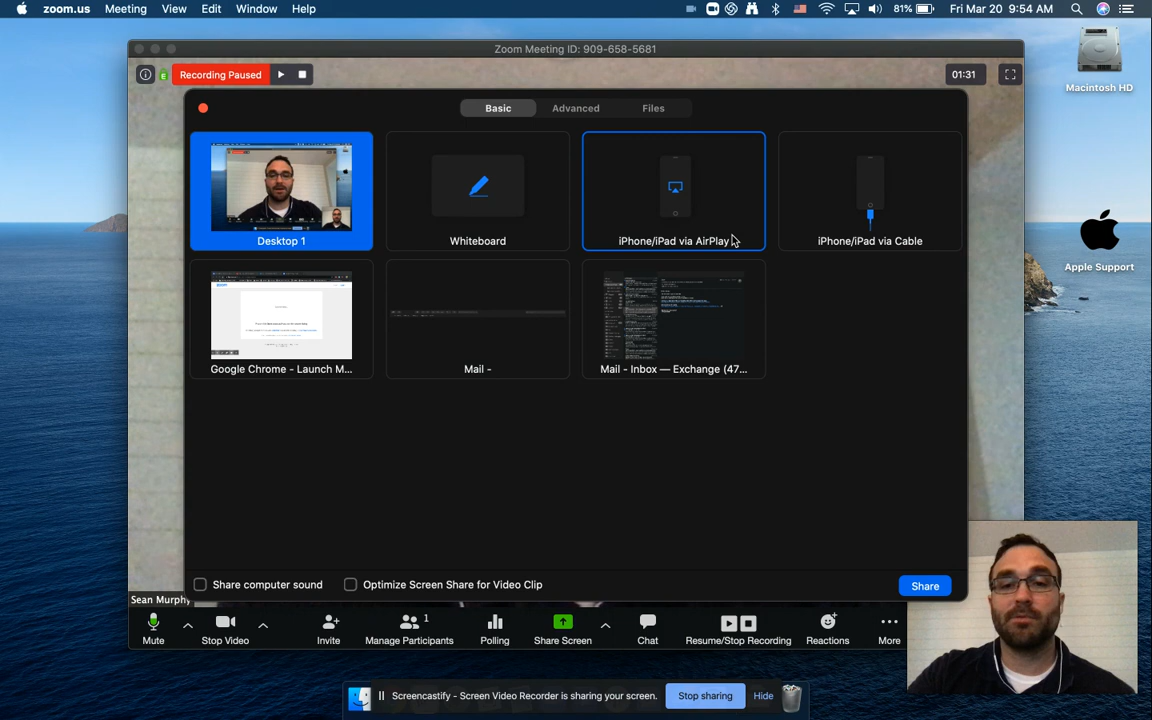 zoom.us Meeting View Edit Window Help 81% Fri Mar 20 9:54 AM
Zoom Meeting ID: 909-658-5681
Recording Paused 01:31
Macintosh HD
Basic Advanced Files
Desktop 1 Whiteboard iPhone/iPad via AirPlay iPhone/iPad via Cable
Apple Support
Google Chrome - Launch M... Mail - Mail - Inbox — Exchange (47...
Share computer sound Optimize Screen Share for Video Clip Share
Sean Murphy
1
Mute Stop Video Invite Manage Participants Polling Share Screen Chat Resume/Stop Recording Reactions More
Screencastify - Screen Video Recorder is sharing your screen. Stop sharing Hide